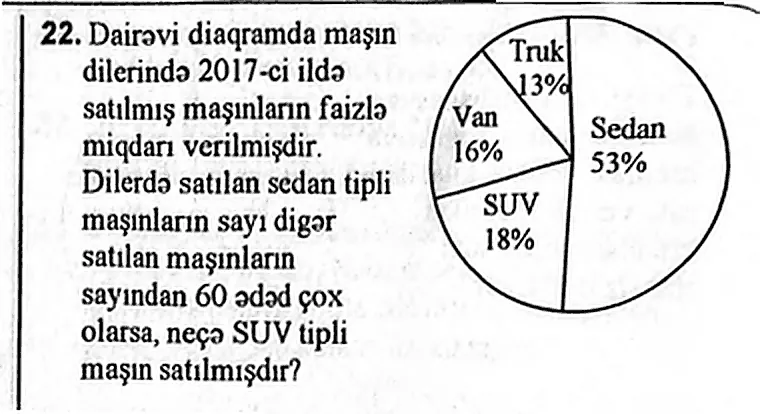 22. Dairəvi diaqramda maşın
dilerində 2017-ci ildə
satılmış maşınların faizlə
miqdarı verilmişdir.
Dilerdə satılan sedan tipli
maşınların sayı digər
satılan maşınların
sayından 60 ədəd çox
olarsa, neçə SUV tipli
maşın satılmışdır?
Truk
13%
Van
16%
Sedan
53%
SUV
18%